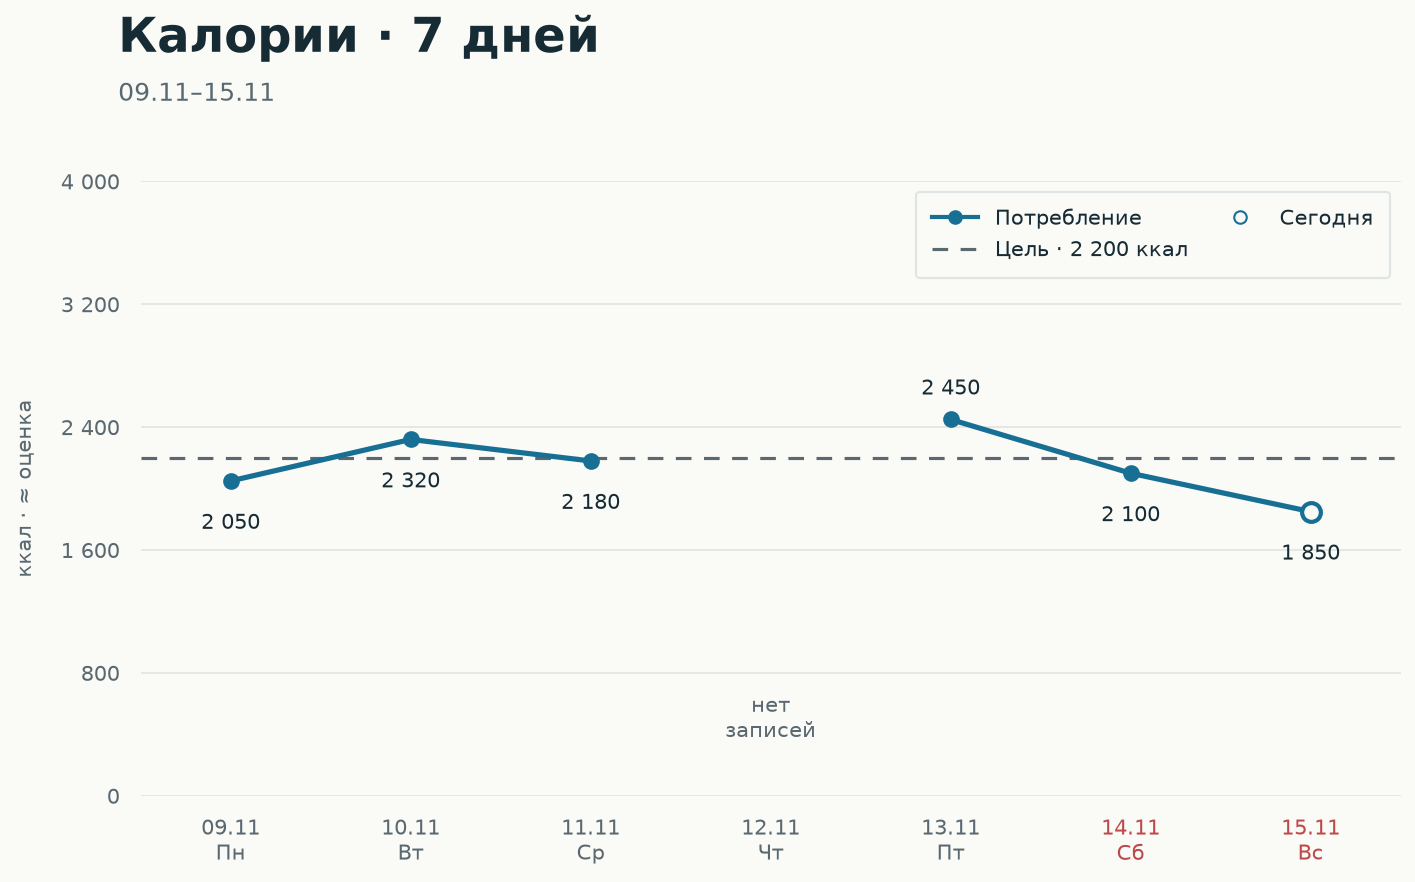 Калории · 7 дней
09.11–15.11
4 000
3 200
2 400
1 600
800
0
ккал · ≈ оценка
Потребление
Сегодня
Цель · 2 200 ккал
2 050
2 320
2 180
нет
записей
2 450
2 100
1 850
09.11
Пн
10.11
Вт
11.11
Ср
12.11
Чт
13.11
Пт
14.11
Сб
15.11
Вс